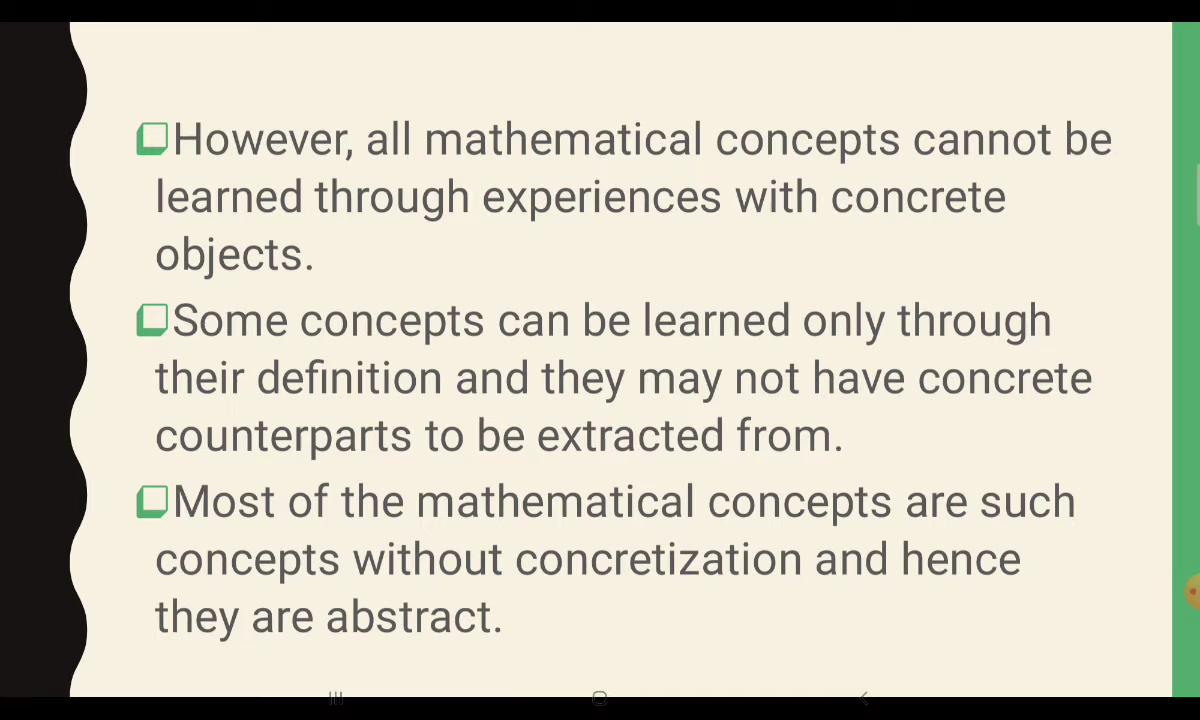 However, all mathematical concepts cannot be
learned through experiences with concrete
objects.
Some concepts can be learned only through
their definition and they may not have concrete
counterparts to be extracted from.
Most of the mathematical concepts are such
concepts without concretization and hence
they are abstract.